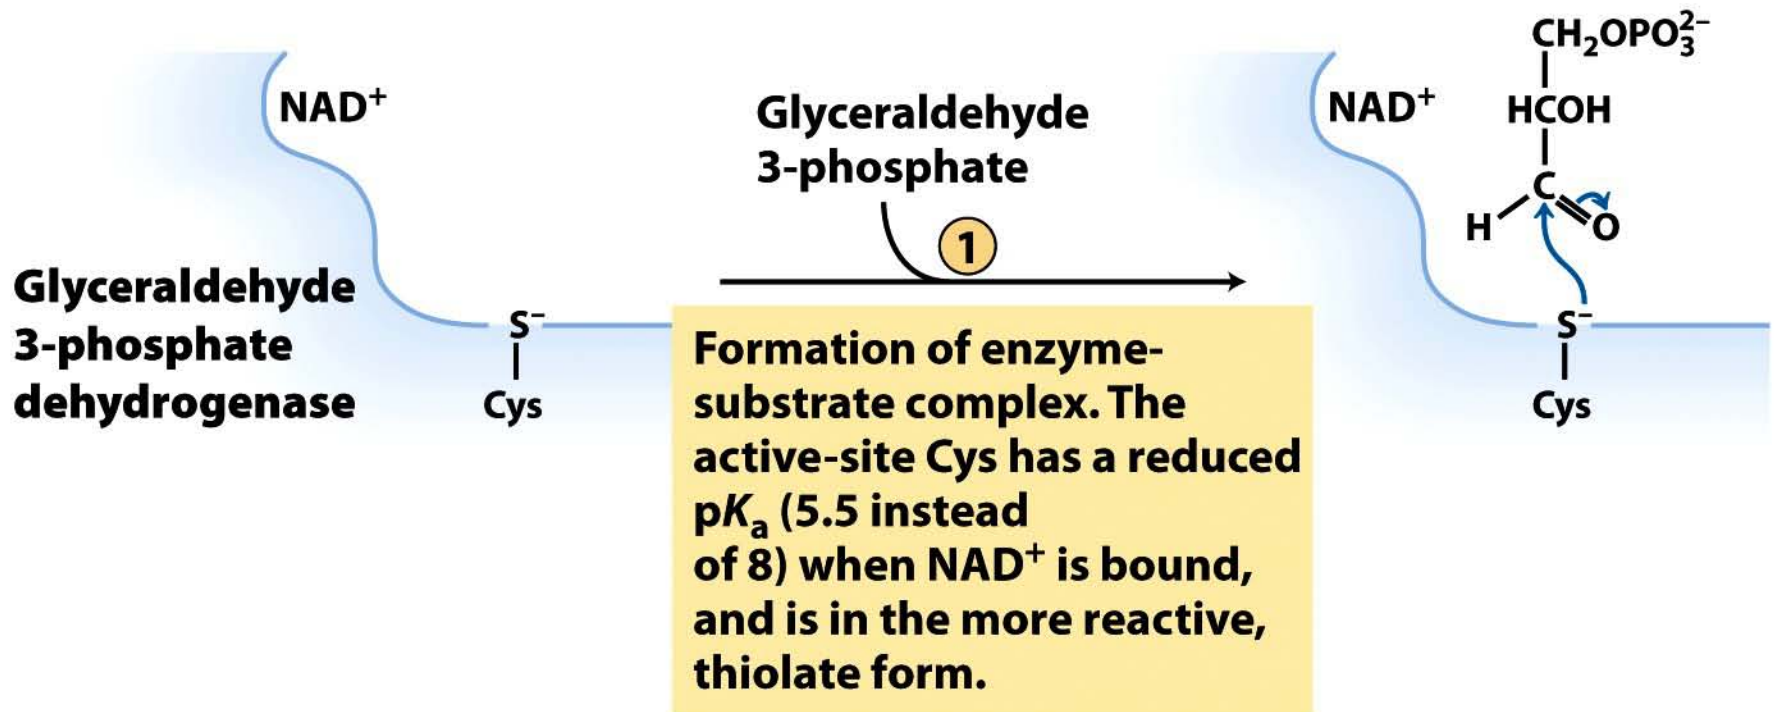 NAD⁺
Glyceraldehyde
3-phosphate
dehydrogenase
S⁻
Cys
Glyceraldehyde
3-phosphate
1
Formation of enzyme-
substrate complex. The
active-site Cys has a reduced
pKₐ (5.5 instead
of 8) when NAD⁺ is bound,
and is in the more reactive,
thiolate form.
CH₂OPO₃²⁻
NAD⁺
HCOH
C
H
O
S⁻
Cys